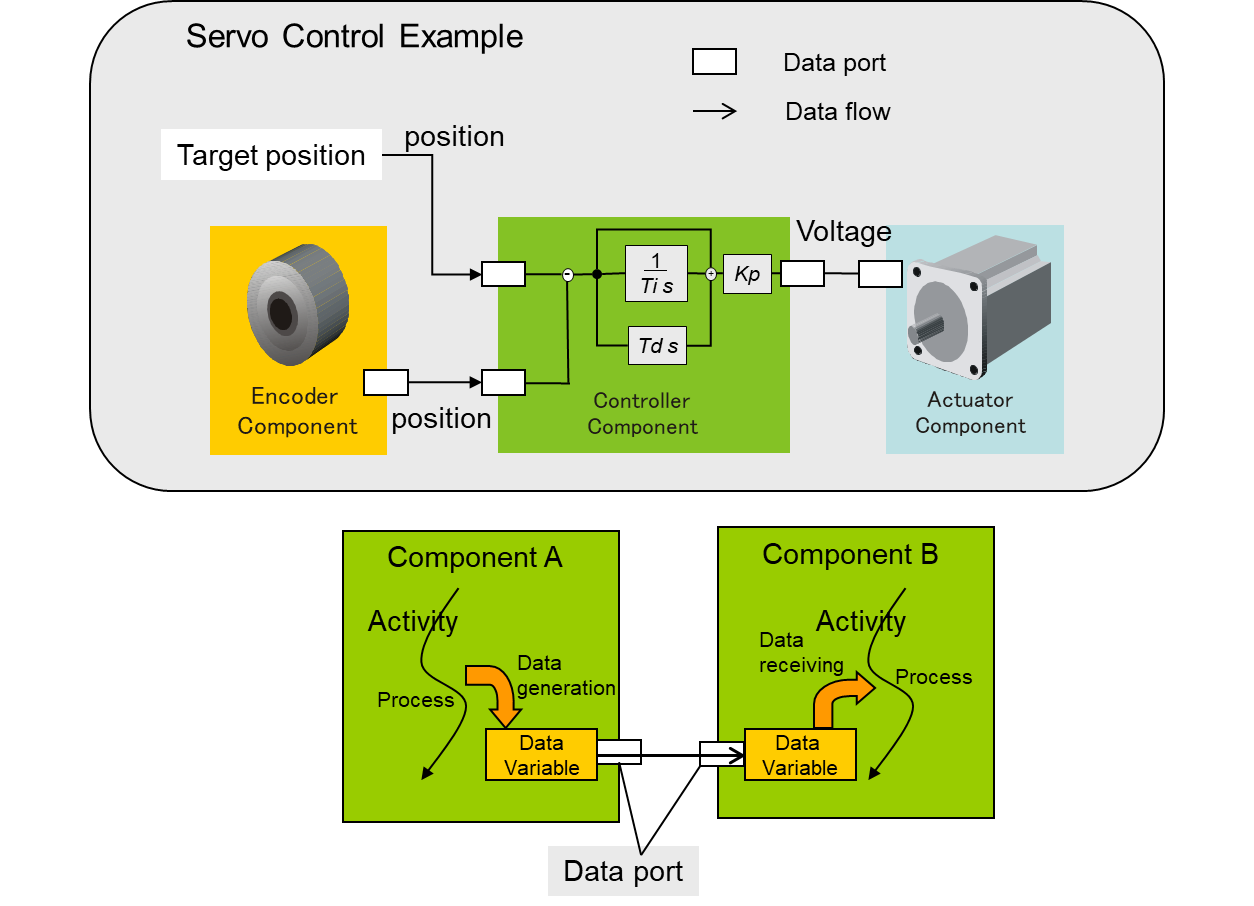 Servo Control Example
Data port
Data flow
position
Target position
Voltage
1
Ti s
Kp
Td s
Encoder
Component
position
Controller
Component
Actuator
Component
Component A
Activity
Data
generation
Process
Data
Variable
Component B
Activity
Data
receiving
Process
Data
Variable
Data port